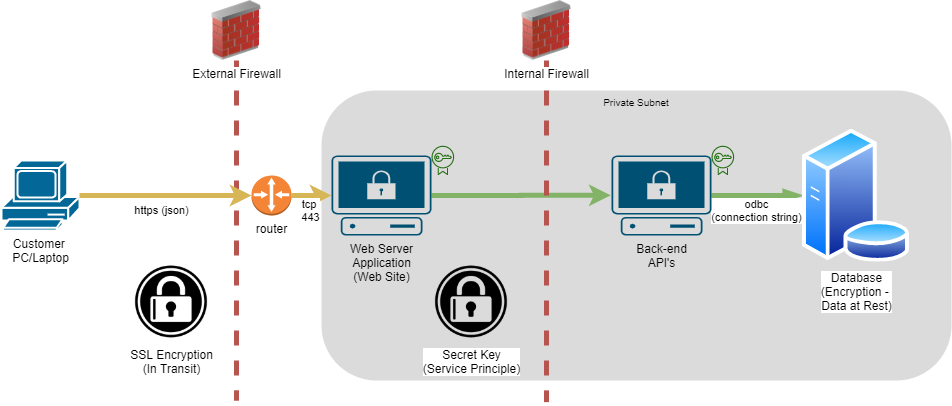 External Firewall
Internal Firewall
Private Subnet
https (json)
router
tcp
443
odbc
(connection string)
Customer
PC/Laptop
Web Server
Application
(Web Site)
Back-end
API's
Database
(Encryption -
Data at Rest)
SSL Encryption
(In Transit)
Secret Key
(Service Principle)